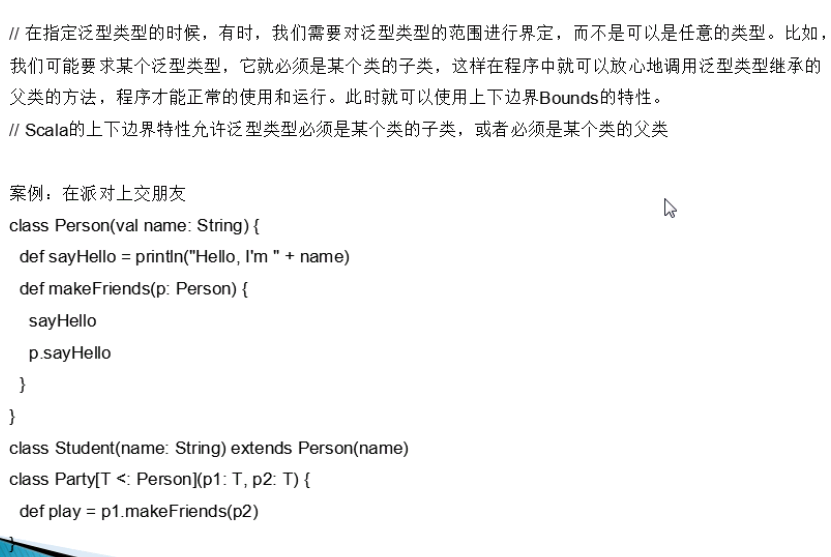 // 在指定泛型类型的时候，有时，我们需要对泛型类型的范围进行界定，而不是可以是任意的类型。比如，
我们可能要求某个泛型类型，它就必须是某个类的子类，这样在程序中就可以放心地调用泛型类型继承的
父类的方法，程序才能正常的使用和运行。此时就可以使用上下边界Bounds的特性。
// Scala的上下边界特性允许泛型类型必须是某个类的子类，或者必须是某个类的父类
案例：在派对上交朋友
class Person(val name: String) {
def sayHello = println("Hello, I'm " + name)
def makeFriends(p: Person) {
sayHello
p.sayHello
}
}
class Student(name: String) extends Person(name)
class Party[T <: Person](p1: T, p2: T) {
def play = p1.makeFriends(p2)
}